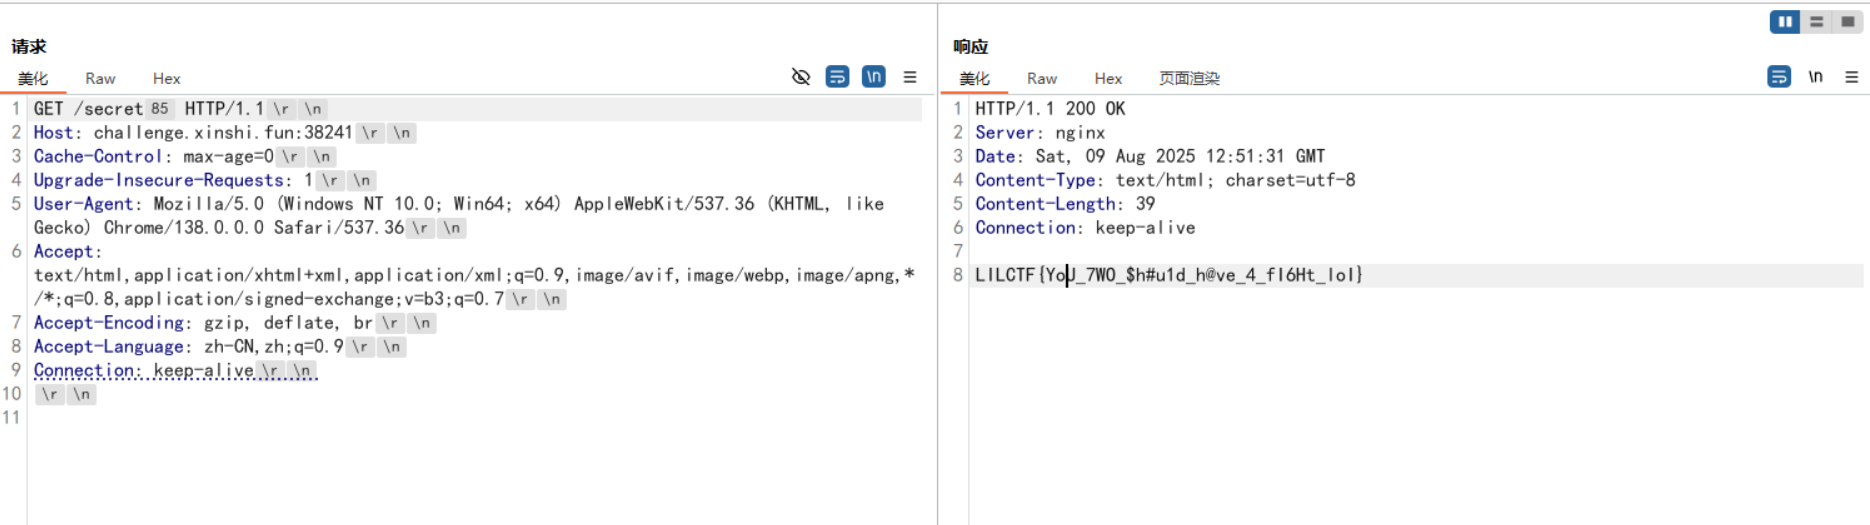 请求
美化 Raw Hex \n
1 GET /secret 85 HTTP/1.1 \r \n
2 Host: challenge.xinshi.fun:38241 \r \n
3 Cache-Control: max-age=0 \r \n
4 Upgrade-Insecure-Requests: 1 \r \n
5 User-Agent: Mozilla/5.0 (Windows NT 10.0; Win64; x64) AppleWebKit/537.36 (KHTML, like
Gecko) Chrome/138.0.0.0 Safari/537.36 \r \n
6 Accept:
text/html,application/xhtml+xml,application/xml;q=0.9,image/avif,image/webp,image/apng,*
/*;q=0.8,application/signed-exchange;v=b3;q=0.7 \r \n
7 Accept-Encoding: gzip, deflate, br \r \n
8 Accept-Language: zh-CN,zh;q=0.9 \r \n
9 Connection: keep-alive \r \n
10 \r \n
11
响应
美化 Raw Hex 页面渲染 \n
1 HTTP/1.1 200 OK
2 Server: nginx
3 Date: Sat, 09 Aug 2025 12:51:31 GMT
4 Content-Type: text/html; charset=utf-8
5 Content-Length: 39
6 Connection: keep-alive
7
8 LILCTF{YoU_7W0_$h#u1d_h@ve_4_fI6Ht_lol}